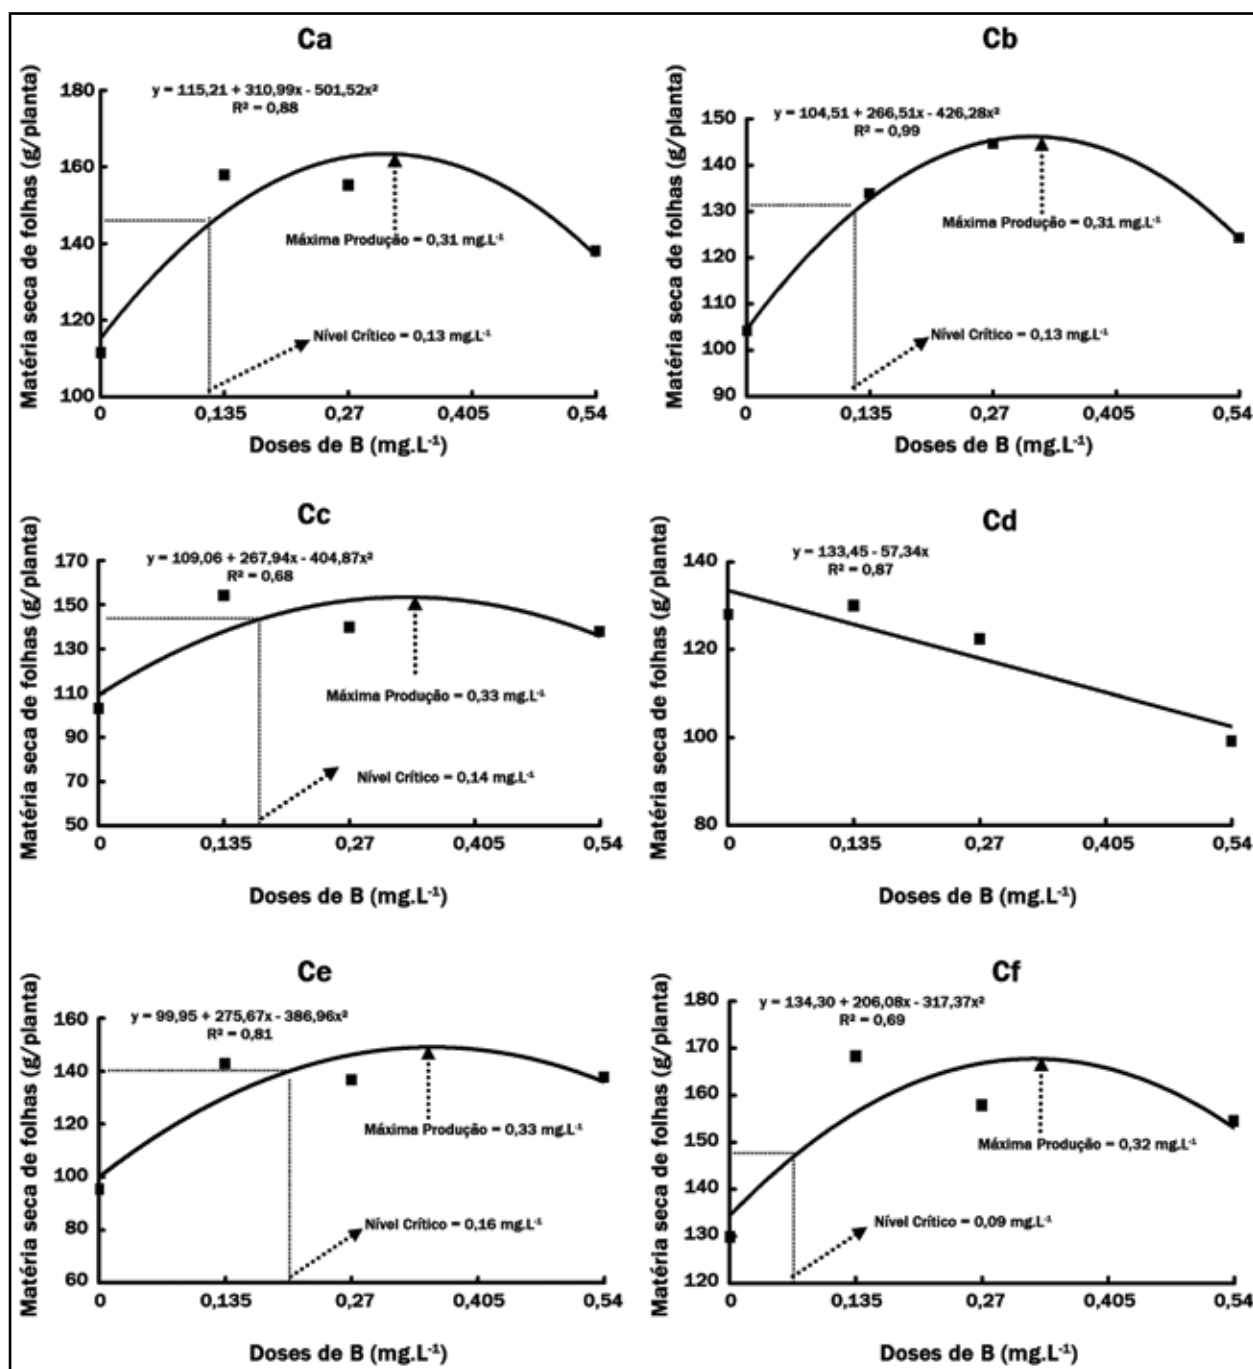 Ca
y = 115,21 + 310,99x - 501,52x²
R² = 0,88
Matéria seca de folhas (g/planta)
180
160
140
120
100
Máxima Produção = 0,31 mg.L⁻¹
Nível Crítico = 0,13 mg.L⁻¹
0 0,135 0,27 0,405 0,54
Doses de B (mg.L⁻¹)
Cb
y = 104,51 + 266,51x - 426,28x²
R² = 0,99
Matéria seca de folhas (g/planta)
150
140
130
120
110
100
90
Máxima Produção = 0,31 mg.L⁻¹
Nível Crítico = 0,13 mg.L⁻¹
0 0,135 0,27 0,405 0,54
Doses de B (mg.L⁻¹)
Cc
y = 109,06 + 267,94x - 404,87x²
R² = 0,68
Matéria seca de folhas (g/planta)
170
150
130
110
90
70
50
Máxima Produção = 0,33 mg.L⁻¹
Nível Crítico = 0,14 mg.L⁻¹
0 0,135 0,27 0,405 0,54
Doses de B (mg.L⁻¹)
Cd
y = 133,45 - 57,34x
R² = 0,87
Matéria seca de folhas (g/planta)
140
120
100
80
0 0,135 0,27 0,405 0,54
Doses de B (mg.L⁻¹)
Ce
y = 99,95 + 275,67x - 386,96x²
R² = 0,81
Matéria seca de folhas (g/planta)
160
140
120
100
80
60
Máxima Produção = 0,33 mg.L⁻¹
Nível Crítico = 0,16 mg.L⁻¹
0 0,135 0,27 0,405 0,54
Doses de B (mg.L⁻¹)
Cf
y = 134,30 + 206,08x - 317,37x²
R² = 0,69
Matéria seca de folhas (g/planta)
180
170
160
150
140
130
120
Máxima Produção = 0,32 mg.L⁻¹
Nível Crítico = 0,09 mg.L⁻¹
0 0,135 0,27 0,405 0,54
Doses de B (mg.L⁻¹)